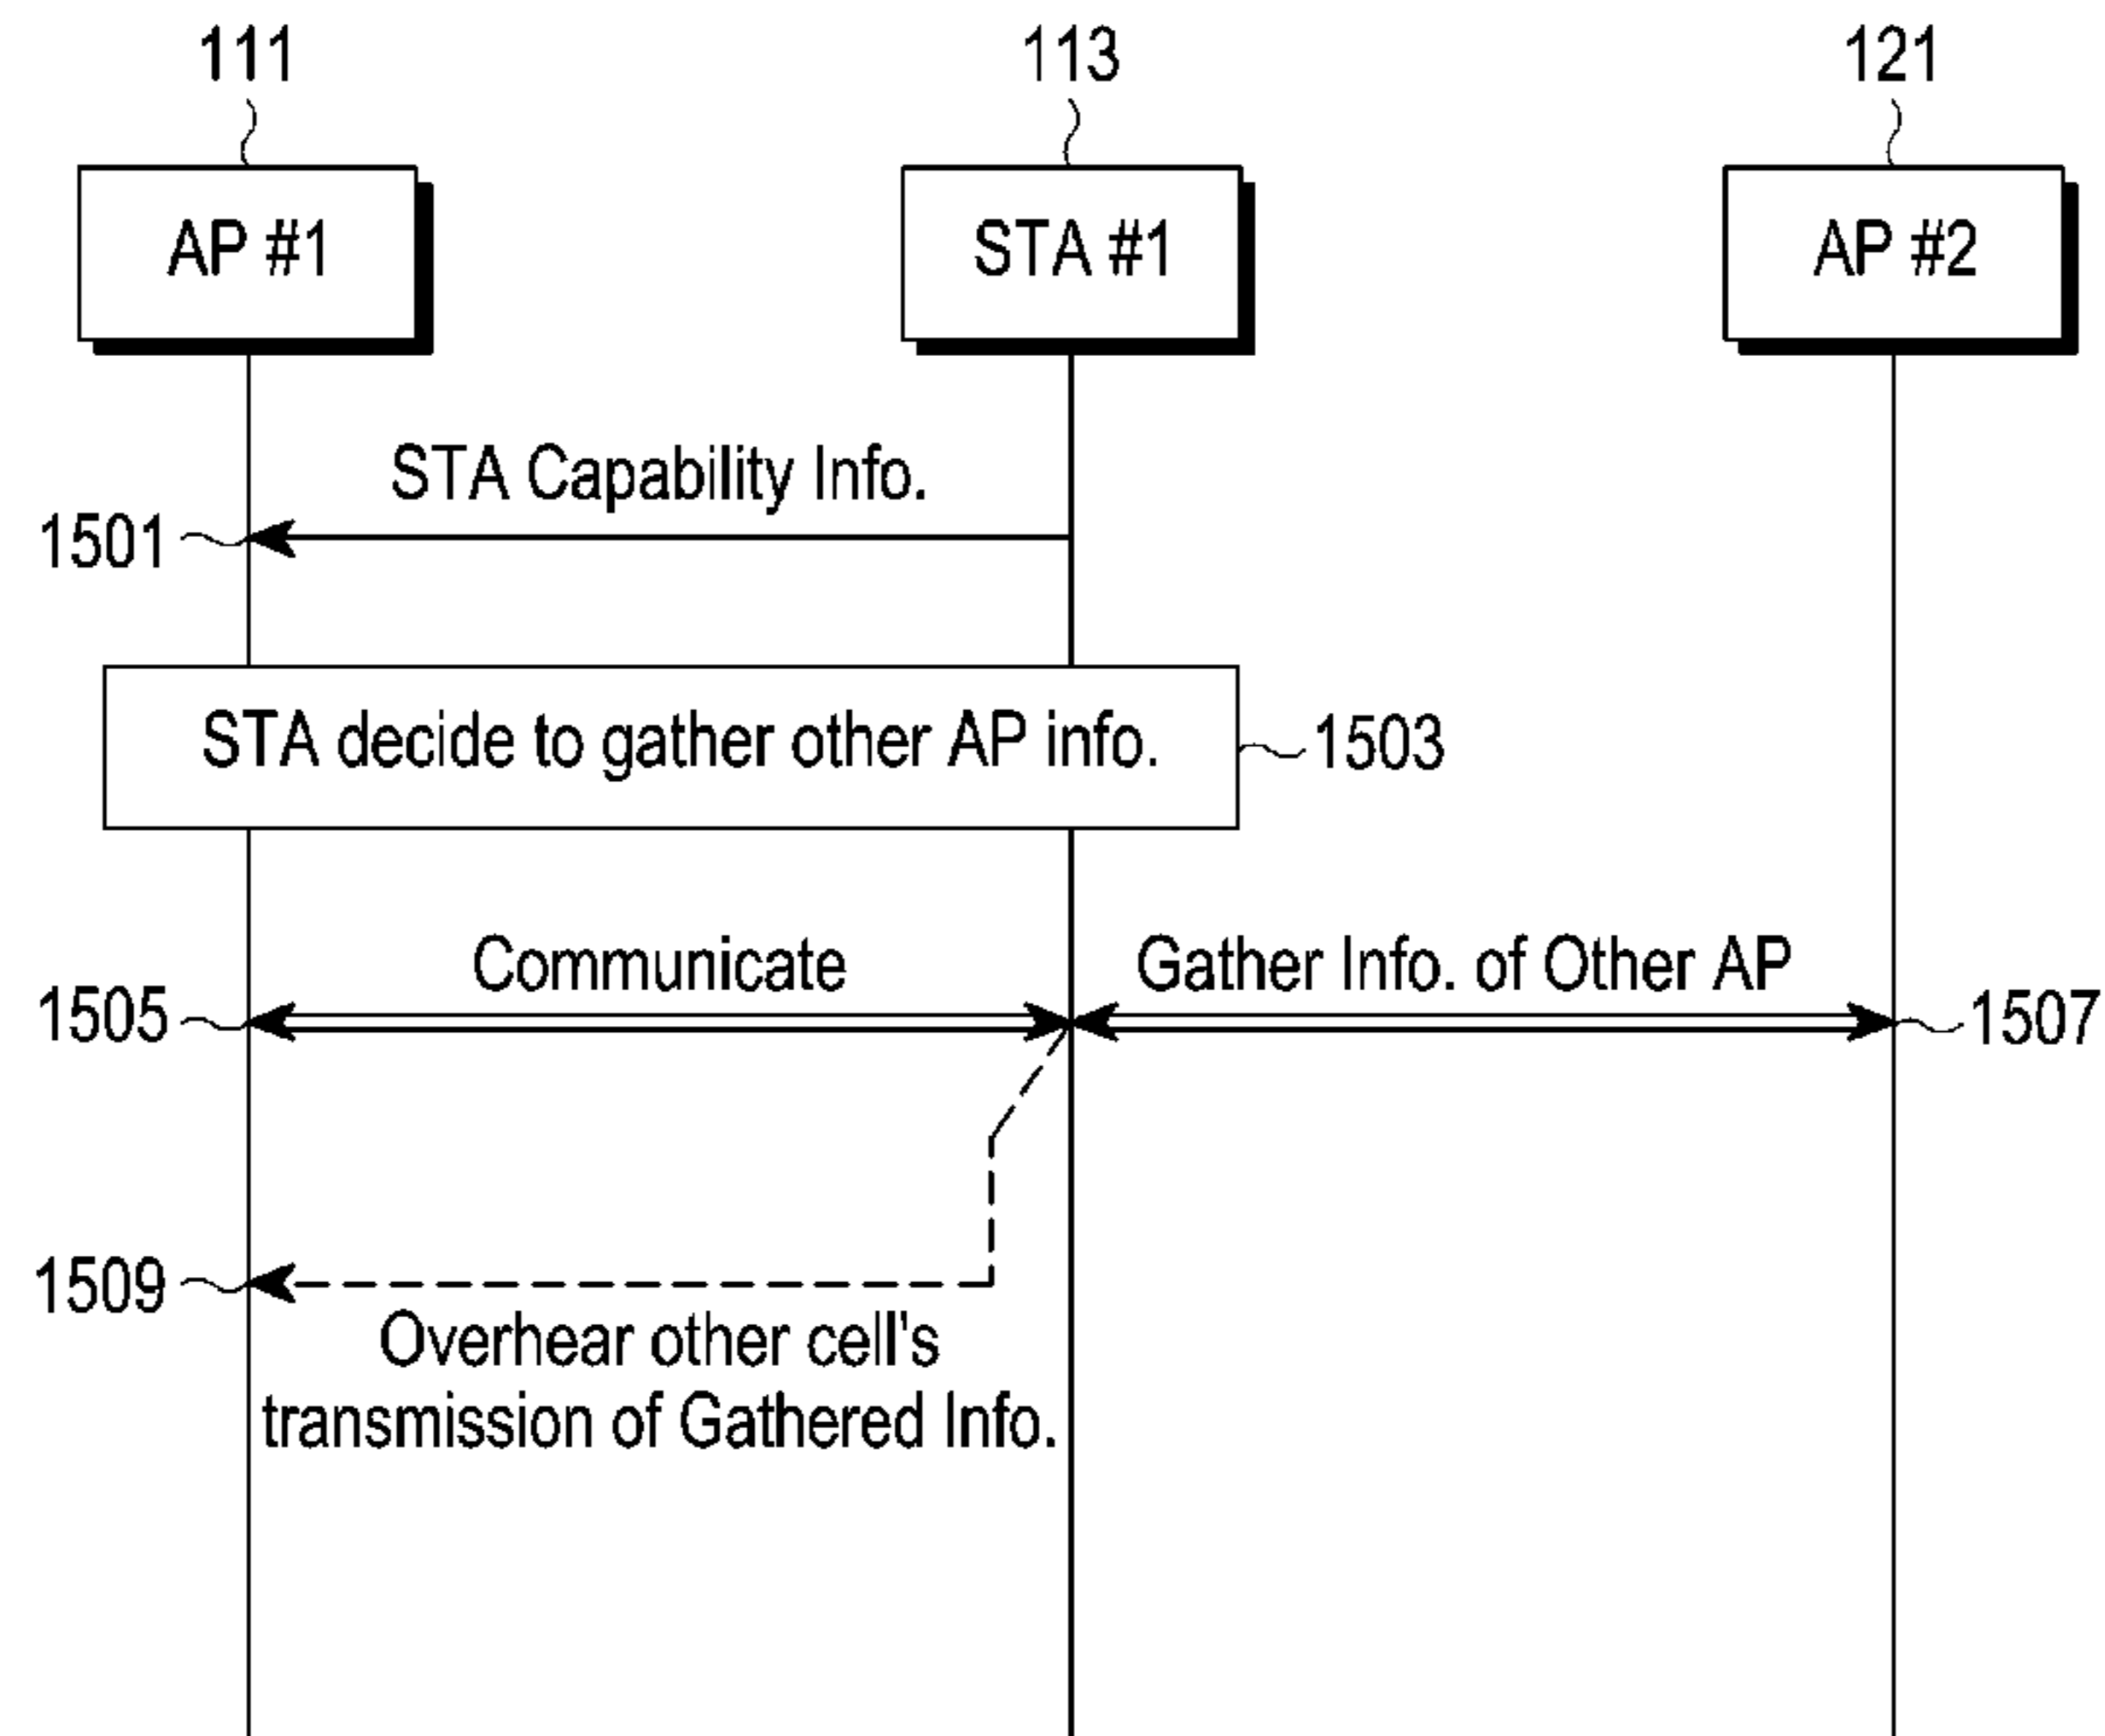 111
113
121
AP #1
STA #1
AP #2
STA Capability Info.
1501
STA decide to gather other AP info.
1503
Communicate
Gather Info. of Other AP
1505
1507
1509
Overhear other cell's
transmission of Gathered Info.